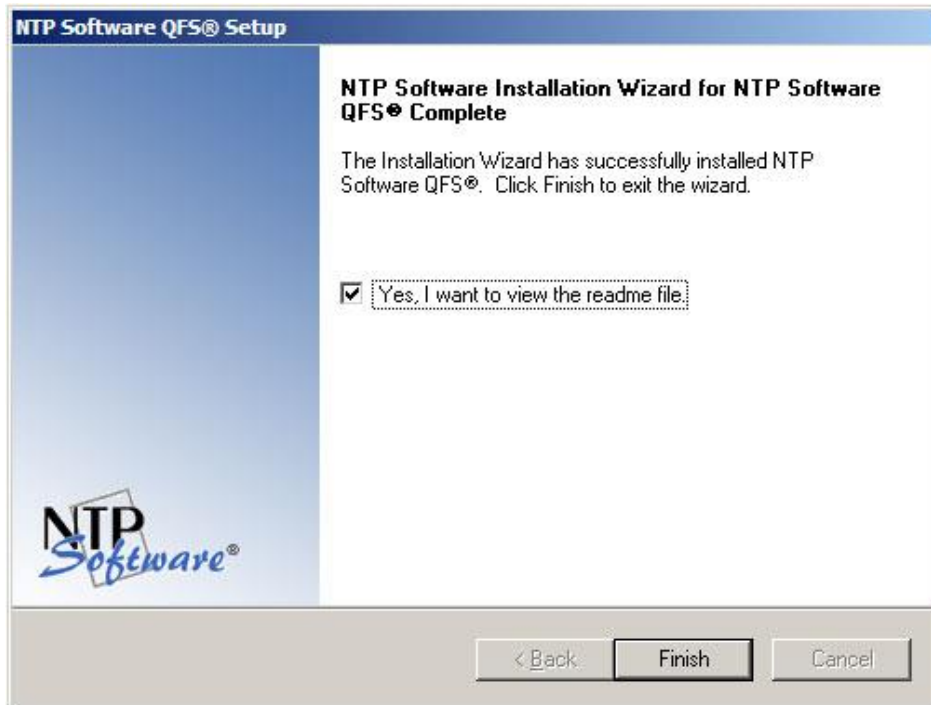 NTP Software QFS® Setup
NTP Software Installation Wizard for NTP Software
QFS® Complete
The Installation Wizard has successfully installed NTP
Software QFS®.  Click Finish to exit the wizard.
Yes, I want to view the readme file.
NTP
Software®
< Back
Finish
Cancel